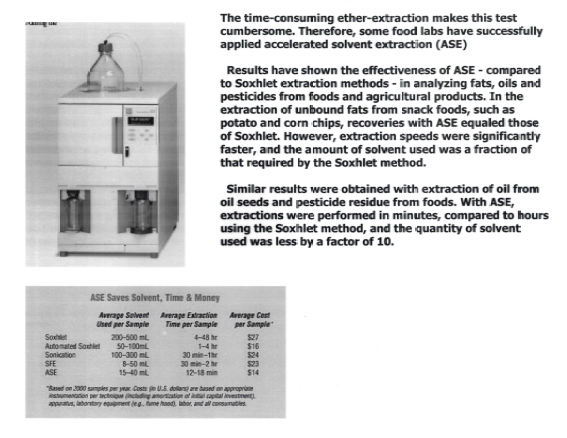 The time-consuming ether-extraction makes this test
cumbersome. Therefore, some food labs have successfully
applied accelerated solvent extraction (ASE)
Results have shown the effectiveness of ASE - compared
to Soxhlet extraction methods - in analyzing fats, oils and
pesticides from foods and agricultural products. In the
extraction of unbound fats from snack foods, such as
potato and corn chips, recoveries with ASE equaled those
of Soxhlet. However, extraction speeds were significantly
faster, and the amount of solvent used was a fraction of
that required by the Soxhlet method.
Similar results were obtained with extraction of oil from
oil seeds and pesticide residue from foods. With ASE,
extractions were performed in minutes, compared to hours
using the Soxhlet method, and the quantity of solvent
used was less by a factor of 10.
ASE Saves Solvent, Time & Money
Average Solvent Average Extraction Average Cost
Used per Sample Time per Sample per Sample*
Soxhlet 200-500 mL 4-48 hr $27
Automated Soxhlet 50-100mL 1-4 hr $16
Sonication 100-300 mL 30 min-1hr $24
SFE 8-50 mL 30 min-2 hr $23
ASE 15-40 mL 12-18 min $14
*Based on 2000 samples per year. Costs (in U.S. dollars) are based on appropriate
instrumentation per technique (including amortization of initial capital investment),
apparatus, laboratory equipment (e.g., fume hood), labor, and all consumables.